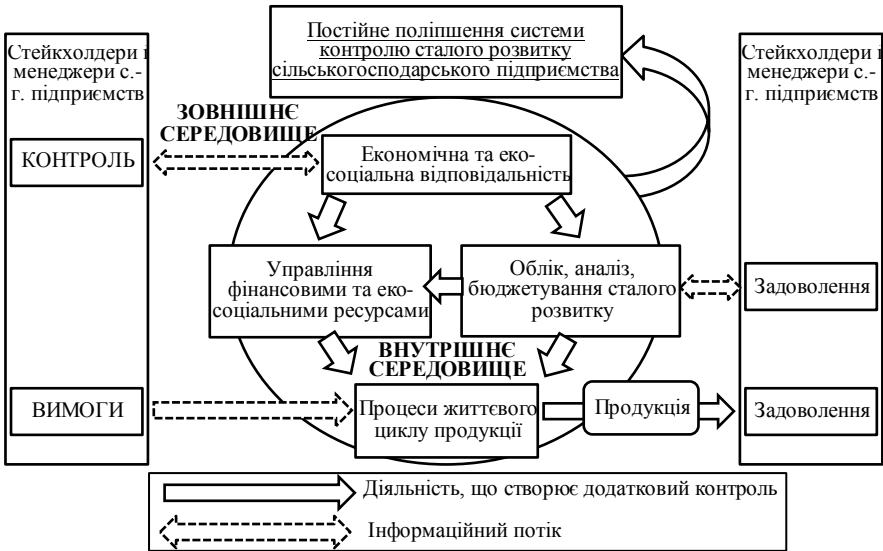 Постійне поліпшення системи
контролю сталого розвитку
сільськогосподарського підприємства
Стейкхолдери і
менеджери с.-
г. підприємств
ЗОВНІШНЄ
СЕРЕДОВИЩЕ
КОНТРОЛЬ
Економічна та еко-
соціальна відповідальність
Управління
фінансовими та еко-
соціальними ресурсами
Облік, аналіз,
бюджетування сталого
розвитку
ВНУТРІШНЄ
СЕРЕДОВИЩЕ
ВИМОГИ
Процеси життєвого
циклу продукції
Продукція
Стейкхолдери і
менеджери с.-
г. підприємств
Задоволення
Задоволення
Діяльність, що створює додатковий контроль
Інформаційний потік